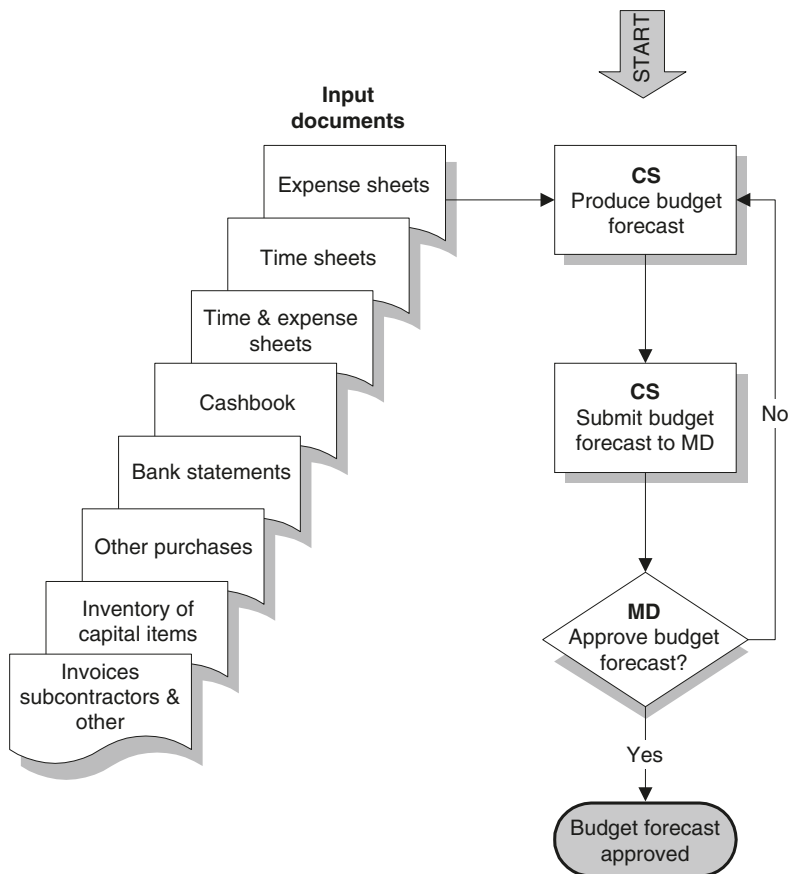 START
Input
documents
Expense sheets
Time sheets
Time & expense
sheets
Cashbook
Bank statements
Other purchases
Inventory of
capital items
Invoices
subcontractors &
other
CS
Produce budget
forecast
CS
Submit budget
forecast to MD
No
MD
Approve budget
forecast?
Yes
Budget forecast
approved